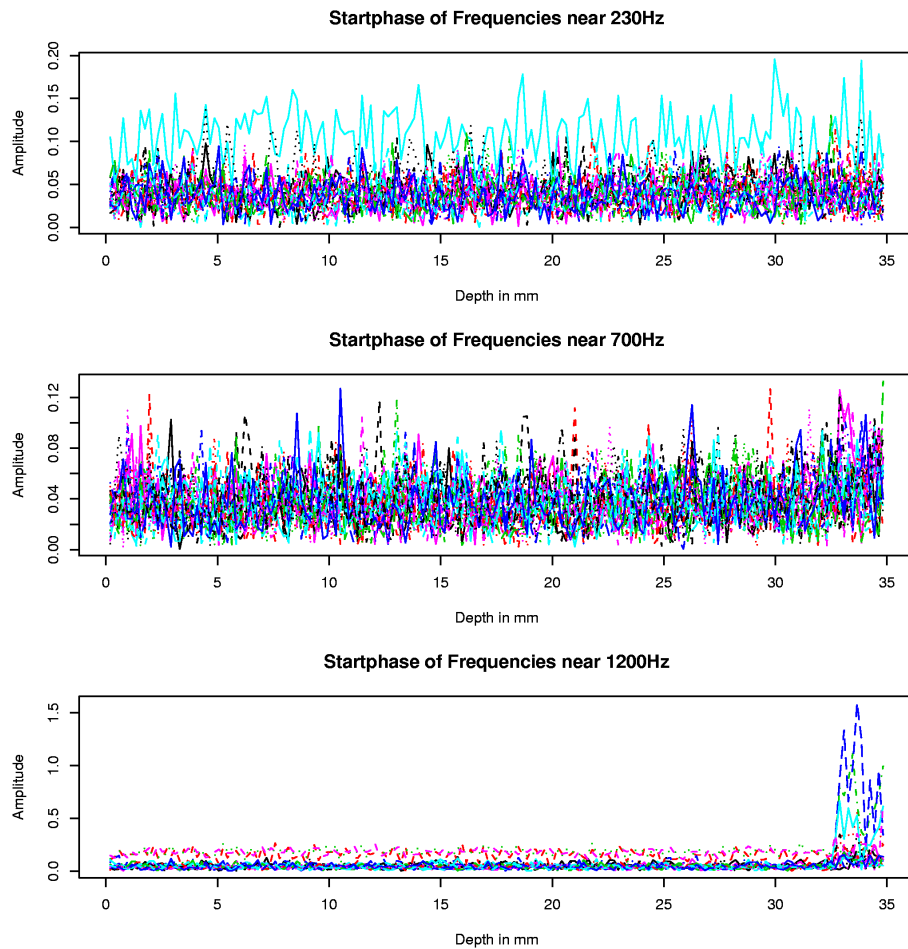 Startphase of Frequencies near 230Hz
Amplitude
0.00
0.05
0.10
0.15
0.20
0 5 10 15 20 25 30 35
Depth in mm
Startphase of Frequencies near 700Hz
Amplitude
0.00
0.04
0.08
0.12
0 5 10 15 20 25 30 35
Depth in mm
Startphase of Frequencies near 1200Hz
Amplitude
0.0
0.5
1.0
1.5
0 5 10 15 20 25 30 35
Depth in mm